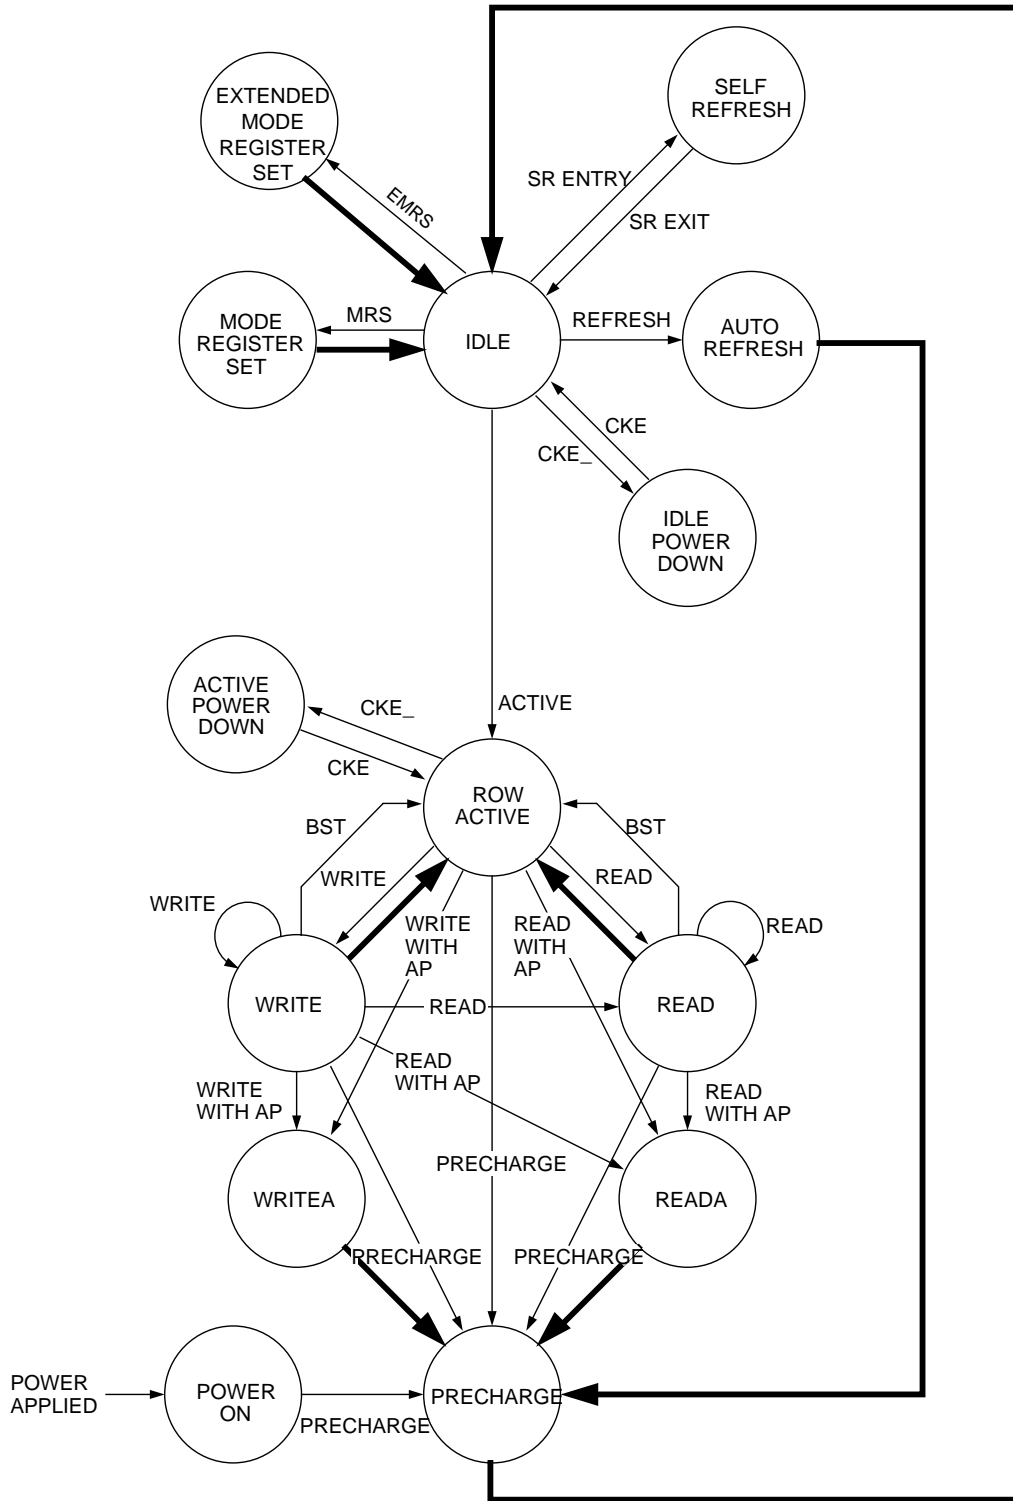 EXTENDED
MODE
REGISTER
SET
SELF
REFRESH
SR ENTRY
EMRS
SR EXIT
MRS
REFRESH
MODE
REGISTER
SET
IDLE
AUTO
REFRESH
CKE
CKE_
IDLE
POWER
DOWN
ACTIVE
POWER
DOWN
CKE_
ACTIVE
CKE
ROW
ACTIVE
BST
BST
WRITE
READ
WRITE
WRITE
WITH
AP
READ
WITH
AP
READ
WRITE
READ
READ
READ
WITH AP
WRITE
WITH AP
READ
WITH AP
PRECHARGE
WRITEA
READA
PRECHARGE
PRECHARGE
POWER
APPLIED
POWER
ON
PRECHARGE
PRECHARGE